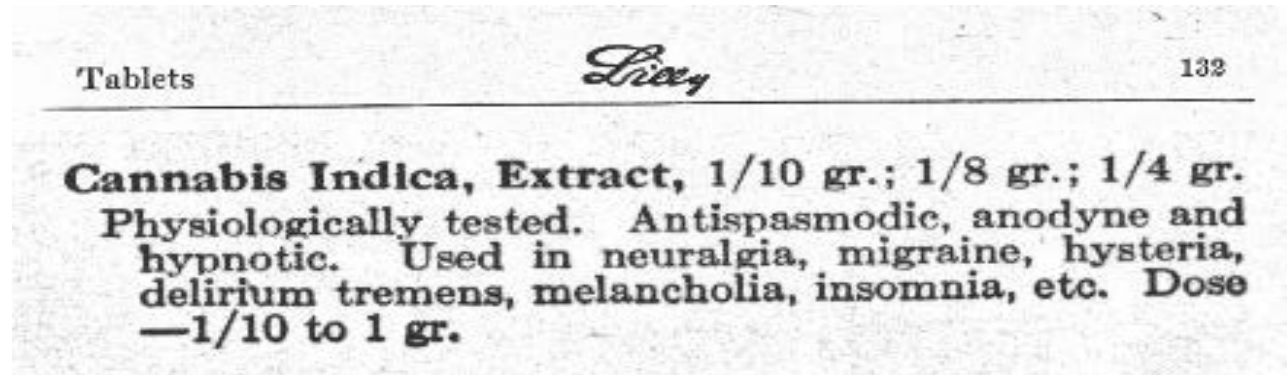 Tablets Lilly 132
Cannabis Indica, Extract, 1/10 gr.; 1/8 gr.; 1/4 gr.
Physiologically tested. Antispasmodic, anodyne and
hypnotic. Used in neuralgia, migraine, hysteria,
delirium tremens, melancholia, insomnia, etc. Dose
—1/10 to 1 gr.